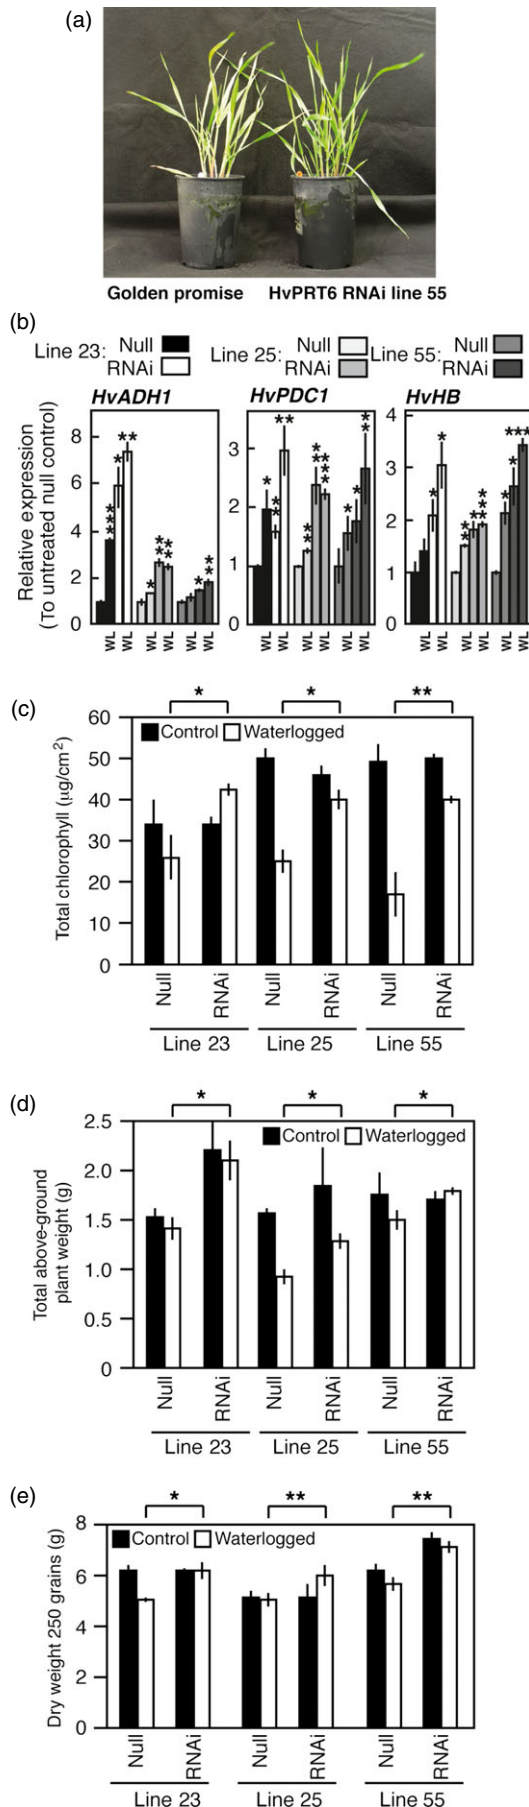 (a)
Golden promise HvPRT6 RNAi line 55
(b)
Line 23: Null Line 25: Null Line 55: Null
RNAi RNAi RNAi
HvADH1 HvPDC1 HvHB
Relative expression
(To untreated null control)
8
6
4
2
0
3
2
1
0
4
3
2
1
0
* * * * * * * * * * * * *
* * * * * * * * * * * * * * * *
* * * * * * * * * * * * * *
WL WL WL WL WL WL WL WL WL WL WL WL WL WL WL WL WL WL
(c)
* * **
Control Waterlogged
Total chlorophyll (µg/cm²)
60
50
40
30
20
10
0
Null RNAi Null RNAi Null RNAi
Line 23 Line 25 Line 55
(d)
* * *
Control Waterlogged
Total above-ground
plant weight (g)
2.5
2.0
1.5
1.0
0.5
0
Null RNAi Null RNAi Null RNAi
Line 23 Line 25 Line 55
(e)
* ** **
Control Waterlogged
Dry weight 250 grains (g)
8
6
4
2
0
Null RNAi Null RNAi Null RNAi
Line 23 Line 25 Line 55